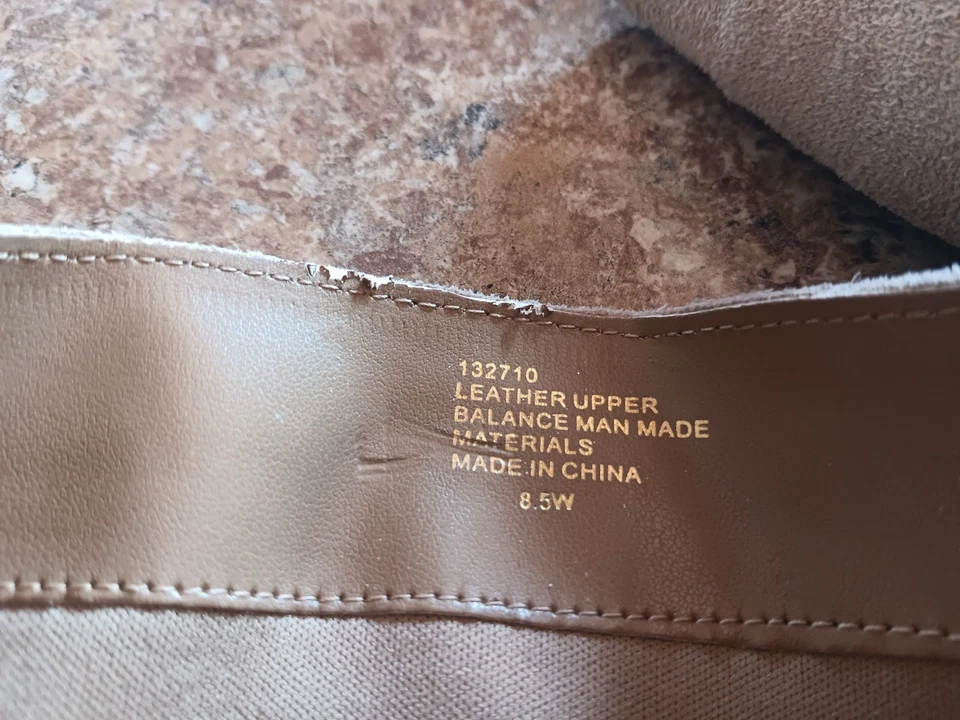 132710
LEATHER UPPER
BALANCE MAN MADE
MATERIALS
MADE IN CHINA
8.5W